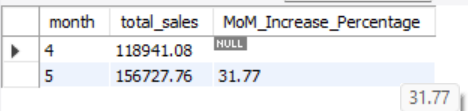 month total_sales MoM_Increase_Percentage
4 118941.08 NULL
5 156727.76 31.77
31.77